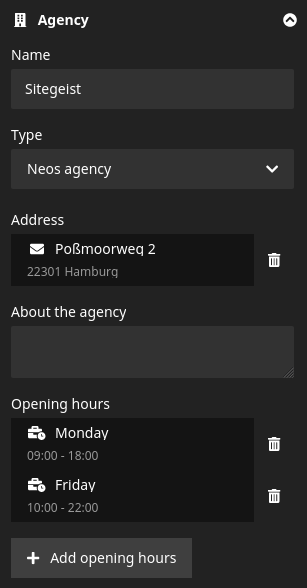 Agency
Name
Sitegeist
Type
Neos agency
Address
Poßmoorweg 2
22301 Hamburg
About the agency
Opening hours
Monday
09:00 - 18:00
Friday
10:00 - 22:00
Add opening hours